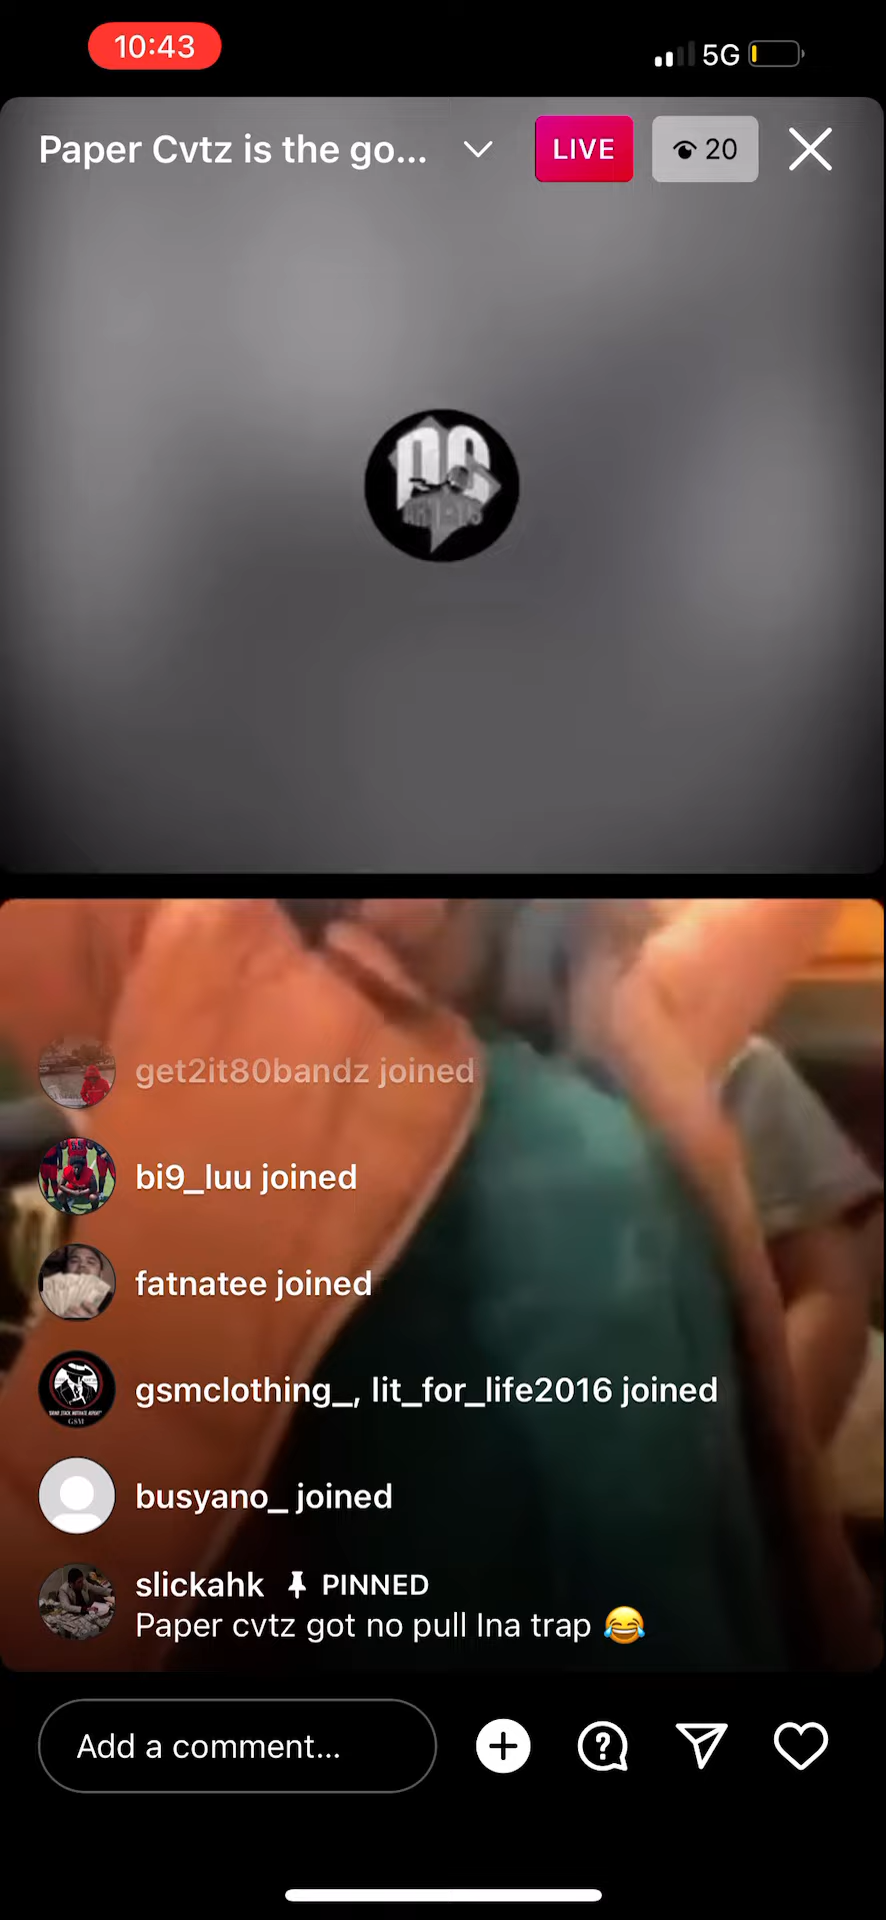 10:43
5G
Paper Cvtz is the go...
LIVE
20
get2it80bandz joined
bi9_luu joined
fatnatee joined
gsmclothing_, lit_for_life2016 joined
GSM
busyano_ joined
slickahk PINNED
Paper cvtz got no pull Ina trap 😂
Add a comment...